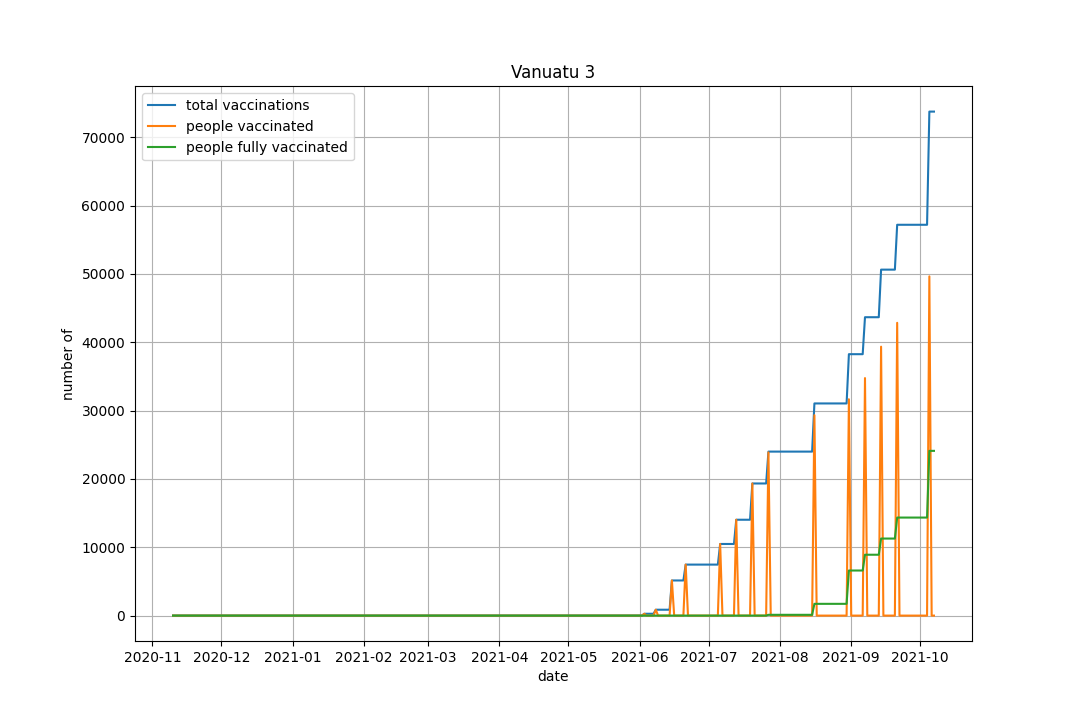 Vanuatu 3
total vaccinations
people vaccinated
people fully vaccinated
70000
60000
50000
40000
30000
20000
10000
0
number of
2020-11 2020-12 2021-01 2021-02 2021-03 2021-04 2021-05 2021-06 2021-07 2021-08 2021-09 2021-10
date